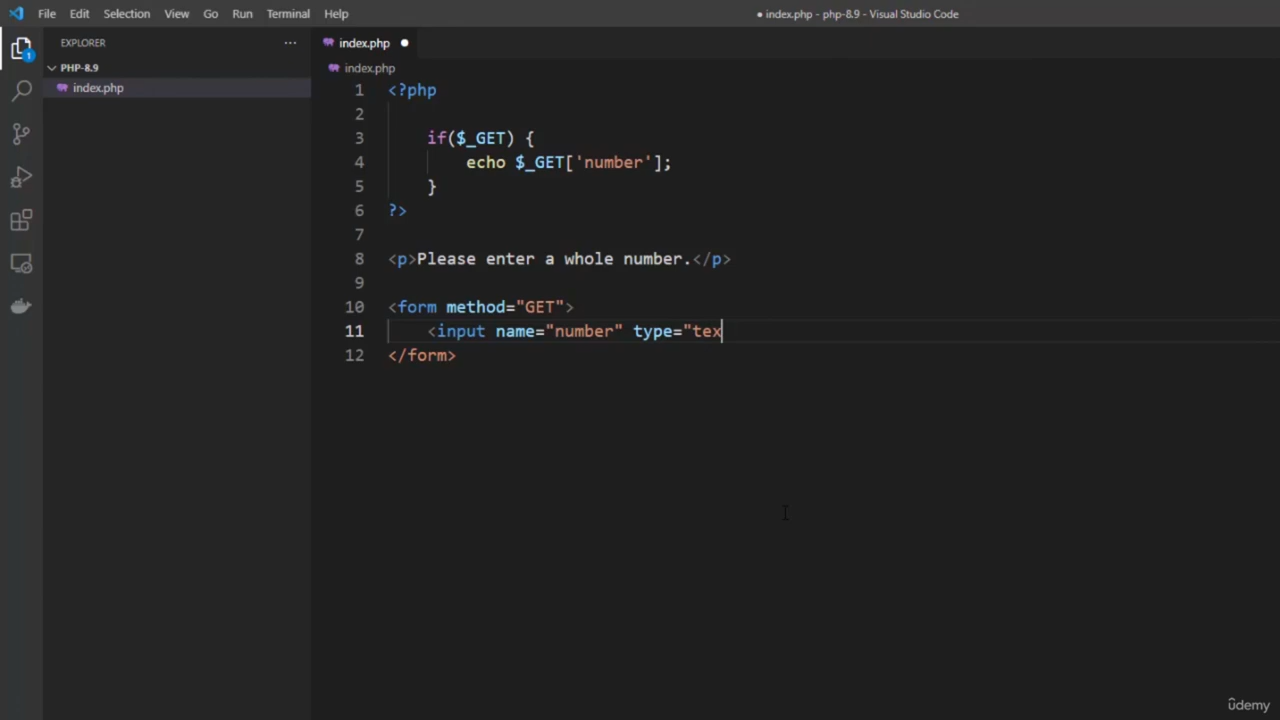 File Edit Selection View Go Run Terminal Help
● index.php - php-8.9 - Visual Studio Code
EXPLORER ...
index.php ●
PHP-8.9
index.php
index.php
1
1 <?php
2
3 if($_GET) {
4 echo $_GET['number'];
5 }
6 ?>
7
8 <p>Please enter a whole number.</p>
9
10 <form method="GET">
11 <input name="number" type="tex
12 </form>
ûdemy